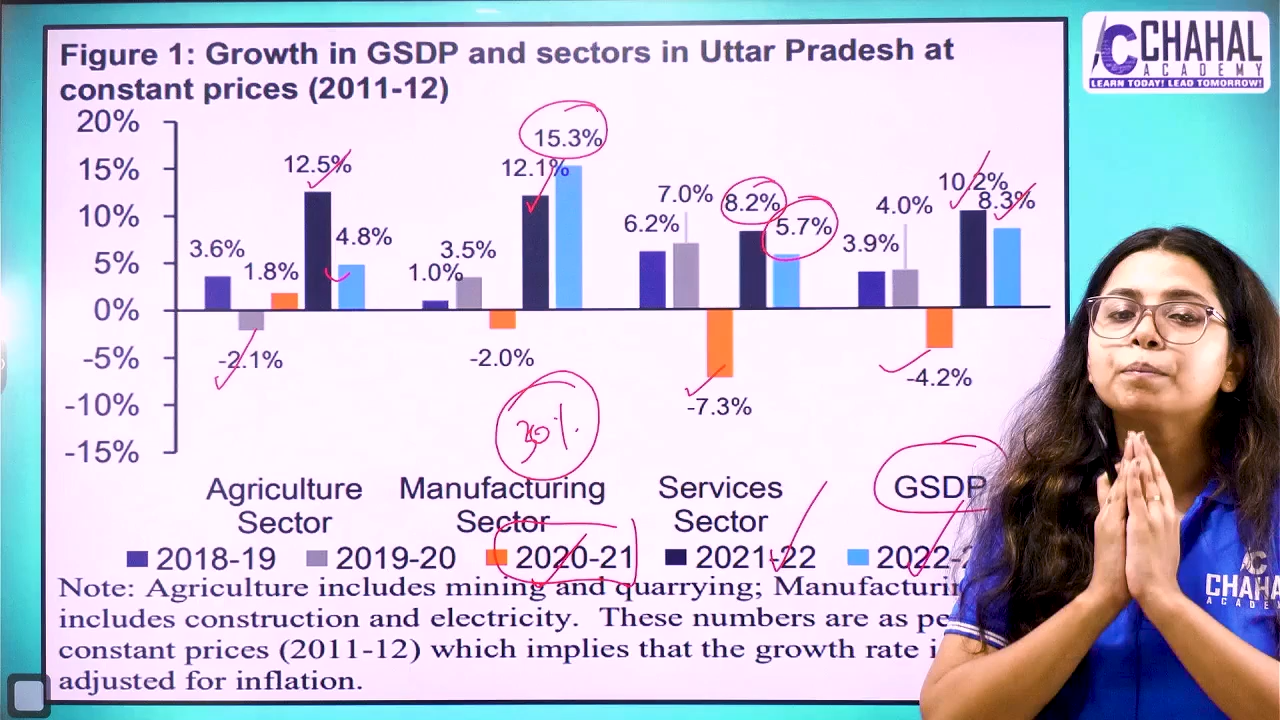 Figure 1: Growth in GSDP and sectors in Uttar Pradesh at
constant prices (2011-12)
CHAHAL
ACADEMY
LEARN TODAY! LEAD TOMORROW!
20%
15%
10%
5%
0%
-5%
-10%
-15%
3.6%
-2.1%
1.8%
12.5%
4.8%
1.0%
3.5%
-2.0%
12.1%
15.3%
6.2%
7.0%
-7.3%
8.2%
5.7%
3.9%
4.0%
-4.2%
10.2%
8.3%
30%
Agriculture
Sector
Manufacturing
Sector
Services
Sector
GSDP
2018-19 2019-20 2020-21 2021-22 2022-
Note: Agriculture includes mining and quarrying; Manufacturin
includes construction and electricity. These numbers are as pe
constant prices (2011-12) which implies that the growth rate i
adjusted for inflation.
CHAHA
ACADE